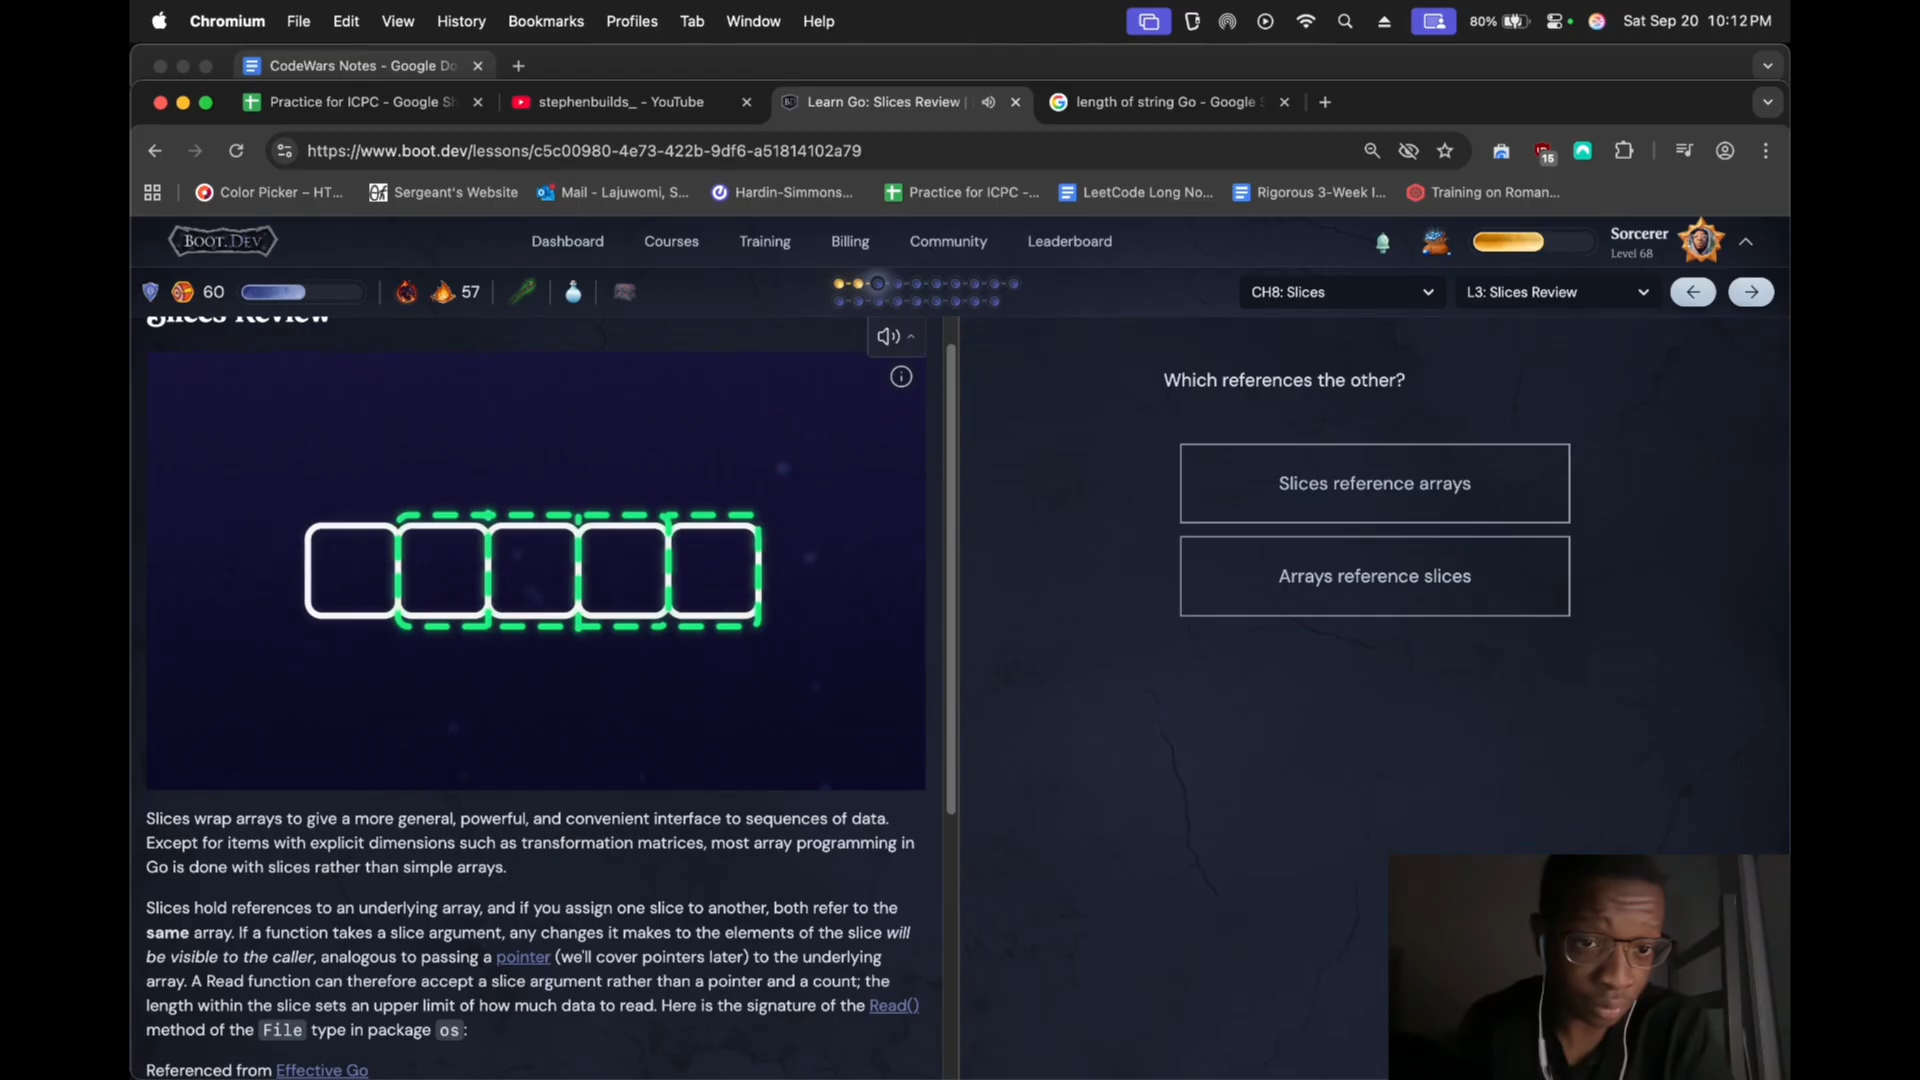 Chromium File Edit View History Bookmarks Profiles Tab Window Help 80% Sat Sep 20 10:12 PM
CodeWars Notes - Google Do
Practice for ICPC - Google Sh stephenbuilds_ - YouTube Learn Go: Slices Review | length of string Go - Google S
https://www.boot.dev/lessons/c5c00980-4e73-422b-9df6-a51814102a79 15
Color Picker – HT... Sergeant's Website Mail - Lajuwomi, S... Hardin-Simmons... Practice for ICPC -... LeetCode Long No... Rigorous 3-Week I... Training on Roman...
BOOT.DEV Dashboard Courses Training Billing Community Leaderboard Sorcerer
Level 68
60 57 CH8: Slices L3: Slices Review
Slices Review
Which references the other?
Slices reference arrays
Arrays reference slices
Slices wrap arrays to give a more general, powerful, and convenient interface to sequences of data.
Except for items with explicit dimensions such as transformation matrices, most array programming in
Go is done with slices rather than simple arrays.
Slices hold references to an underlying array, and if you assign one slice to another, both refer to the
same array. If a function takes a slice argument, any changes it makes to the elements of the slice will
be visible to the caller, analogous to passing a pointer (we'll cover pointers later) to the underlying
array. A Read function can therefore accept a slice argument rather than a pointer and a count; the
length within the slice sets an upper limit of how much data to read. Here is the signature of the Read()
method of the File type in package os:
Referenced from Effective Go